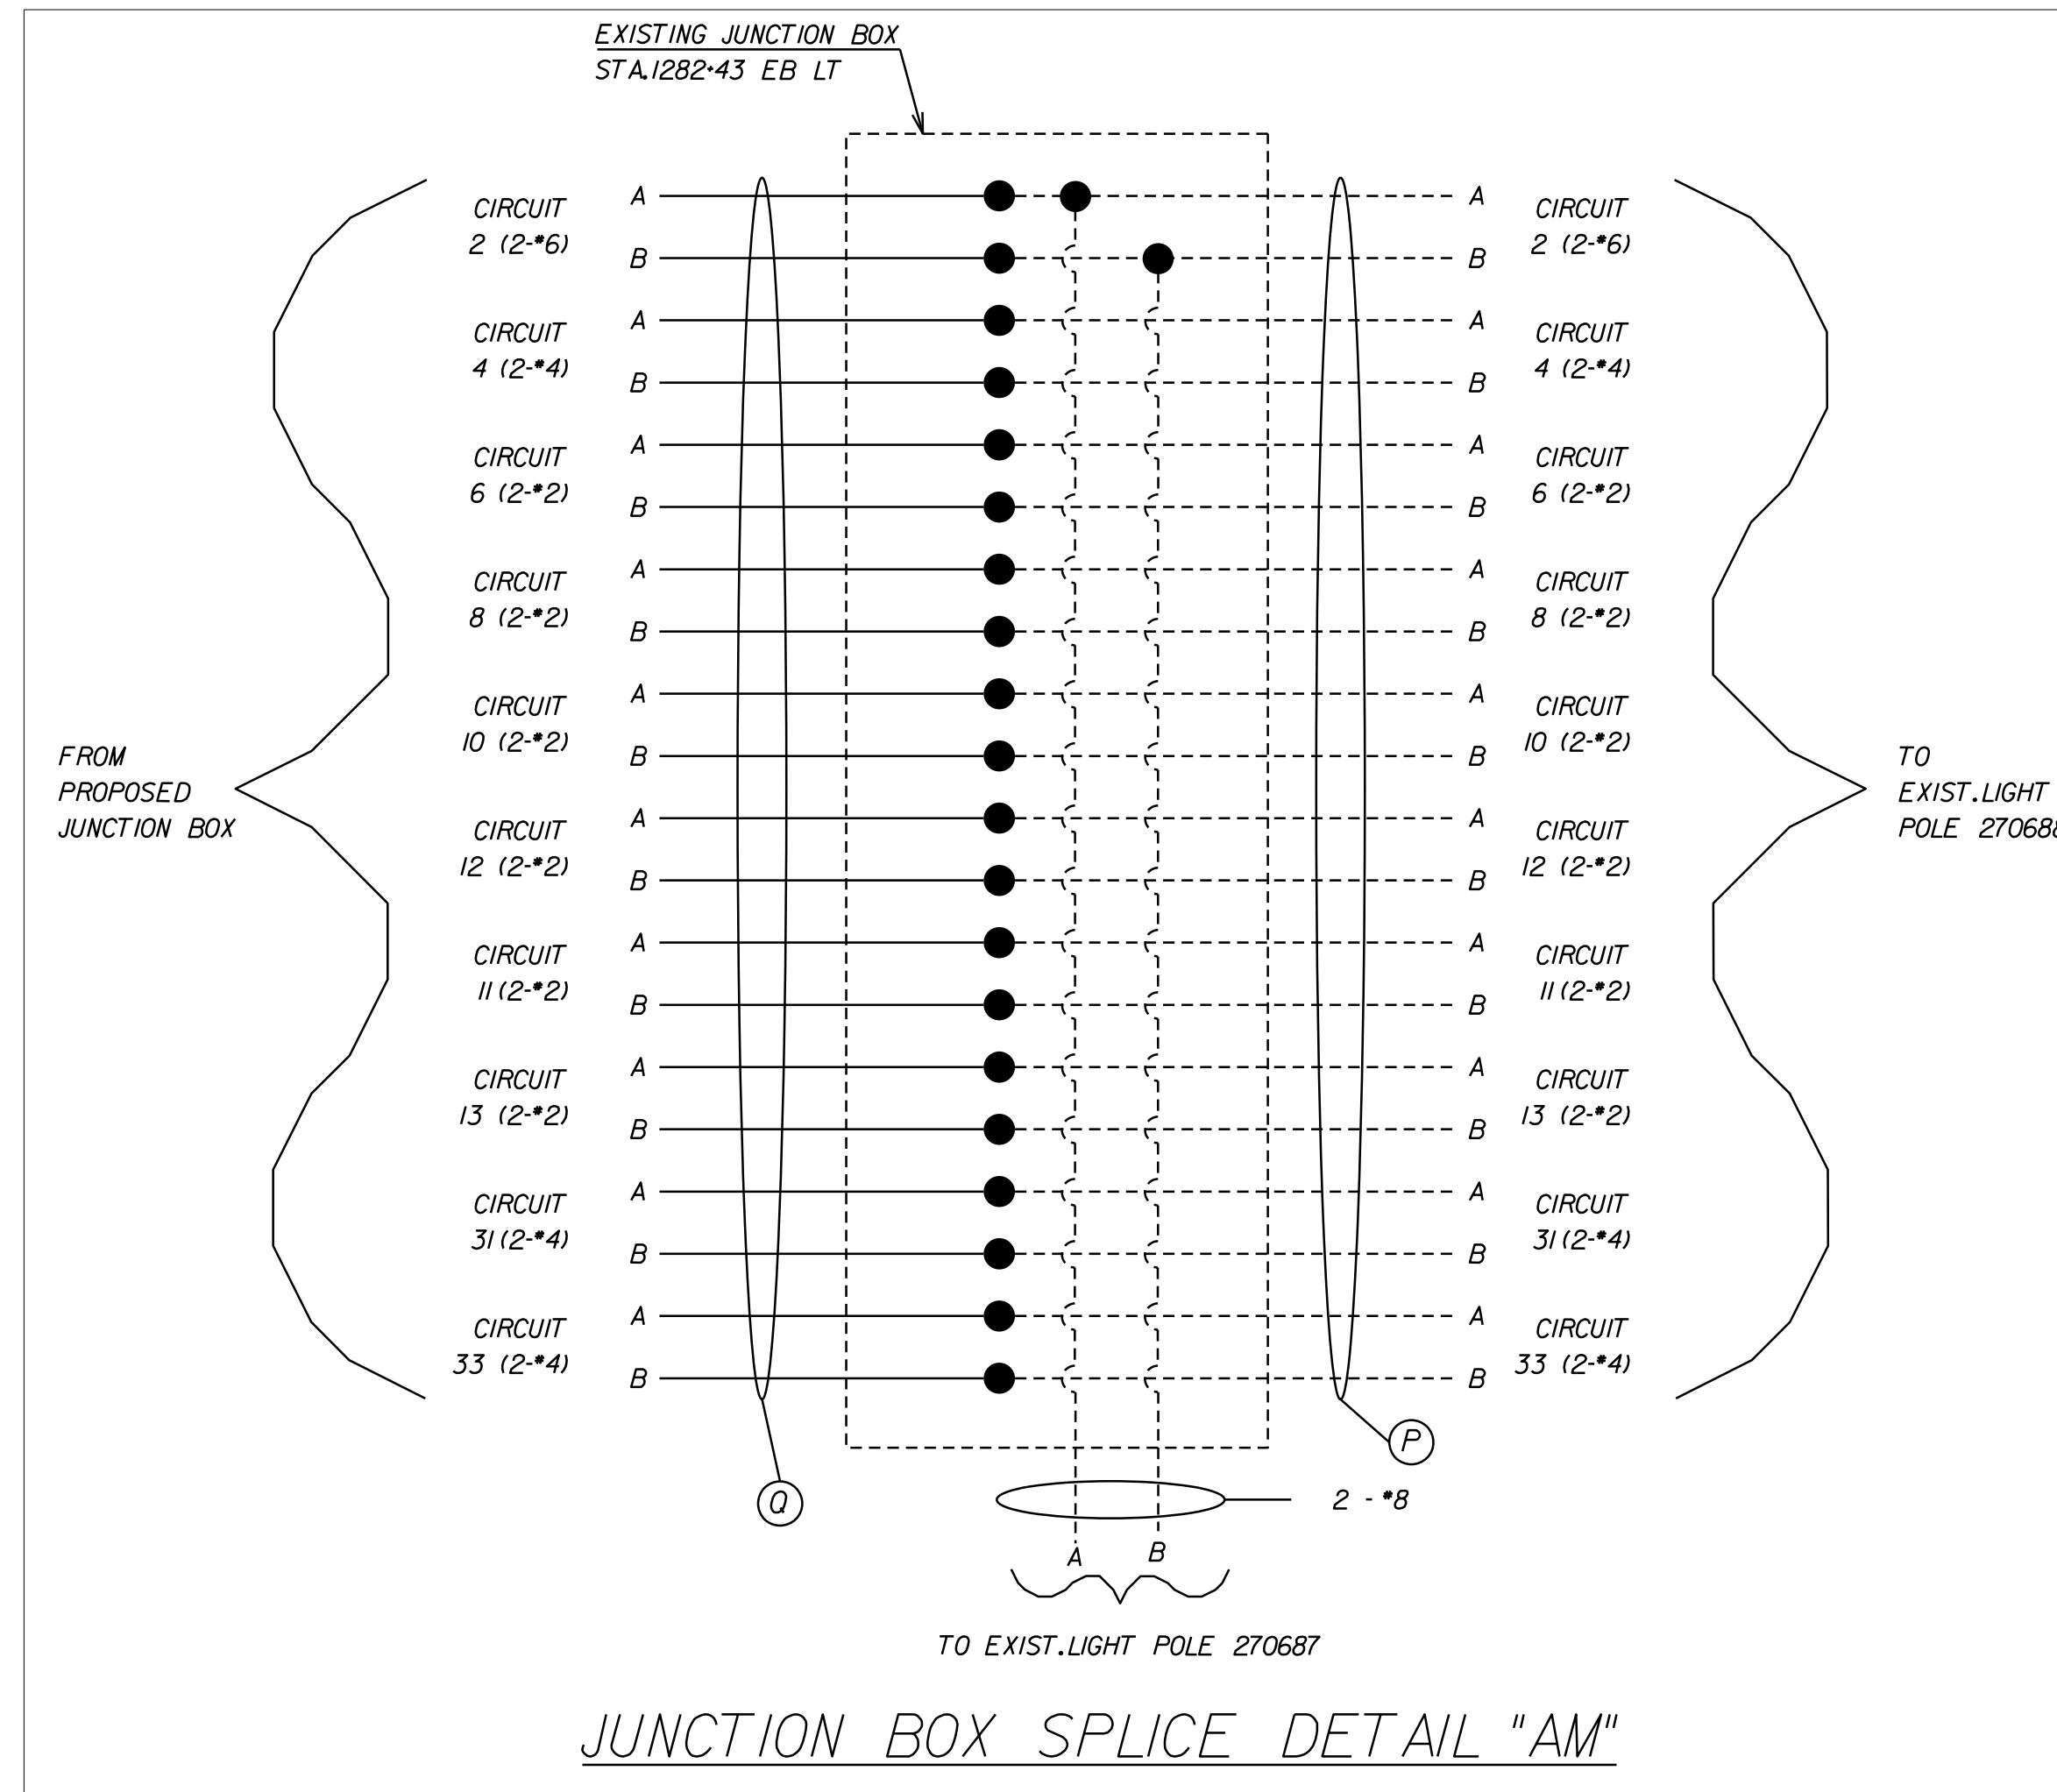 EXISTING JUNCTION BOX
STA.1282+43 EB LT
A
A
CIRCUIT
2 (2-#6)
CIRCUIT
2 (2-#6)
B
B
A
A
CIRCUIT
4 (2-#4)
CIRCUIT
4 (2-#4)
B
B
A
A
CIRCUIT
6 (2-#2)
CIRCUIT
6 (2-#2)
B
B
A
A
CIRCUIT
8 (2-#2)
CIRCUIT
8 (2-#2)
B
B
A
A
CIRCUIT
10 (2-#2)
CIRCUIT
10 (2-#2)
B
B
FROM
PROPOSED
JUNCTION BOX
TO
EXIST.LIGHT
POLE 270688
A
A
CIRCUIT
12 (2-#2)
CIRCUIT
12 (2-#2)
B
B
A
A
CIRCUIT
11 (2-#2)
CIRCUIT
11 (2-#2)
B
B
A
A
CIRCUIT
13 (2-#2)
CIRCUIT
13 (2-#2)
B
B
A
A
CIRCUIT
31 (2-#4)
CIRCUIT
31 (2-#4)
B
B
A
A
CIRCUIT
33 (2-#4)
CIRCUIT
33 (2-#4)
B
B
P
Q
2 - #8
A
B
TO EXIST.LIGHT POLE 270687
JUNCTION BOX SPLICE DETAIL "AM"